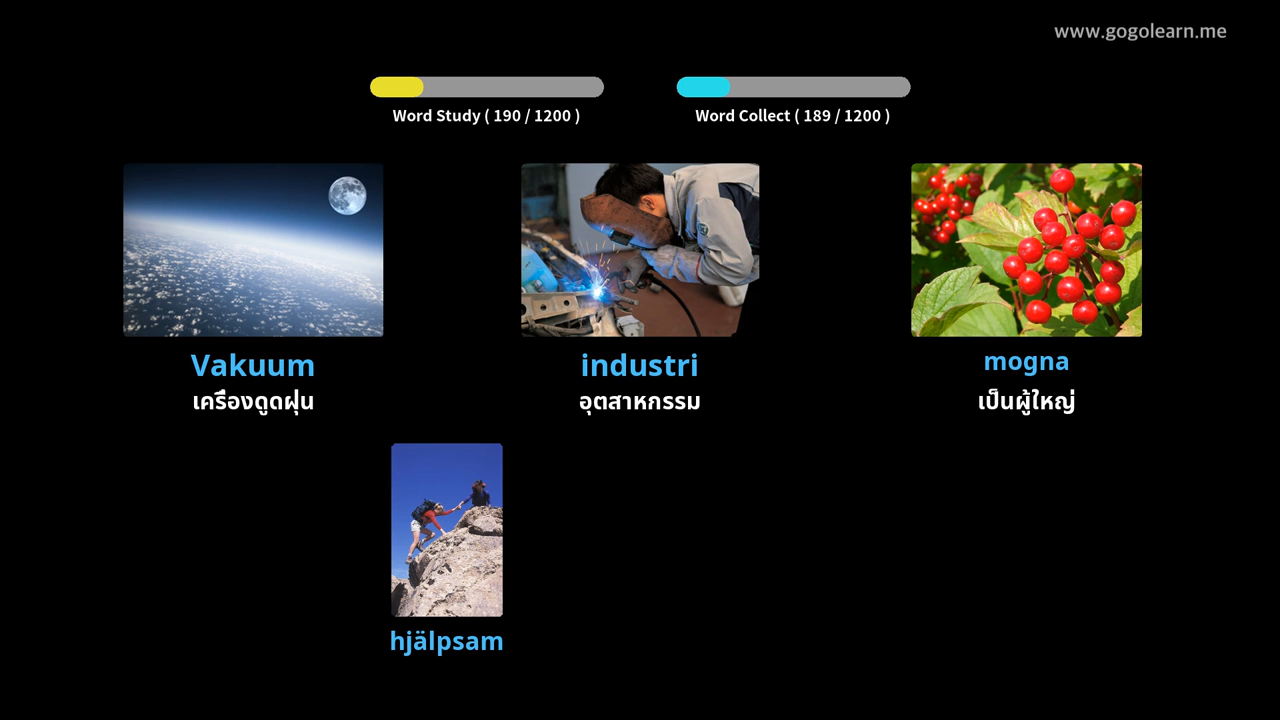 www.gogolearn.me
Word Study ( 190 / 1200 )
Word Collect ( 189 / 1200 )
Vakuum
เครื่องดูดฝุ่น
industri
อุตสาหกรรม
mogna
เป็นผู้ใหญ่
hjälpsam